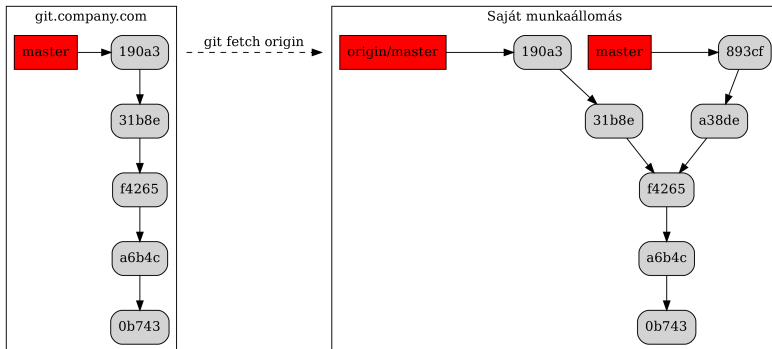 git.company.com
master
190a3
31b8e
f4265
a6b4c
0b743
git fetch origin
Saját munkaállomás
origin/master
190a3
master
893cf
31b8e
a38de
f4265
a6b4c
0b743